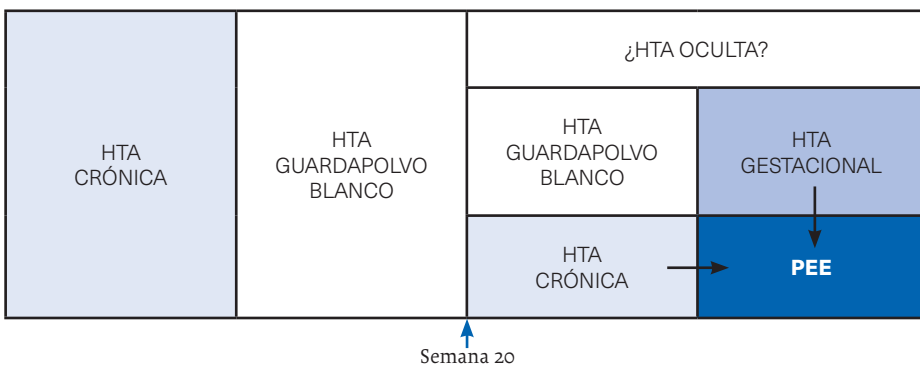 ¿HTA OCULTA?
HTA
CRÓNICA
HTA
GUARDAPOLVO
BLANCO
HTA
GUARDAPOLVO
BLANCO
HTA
GESTACIONAL
HTA
CRÓNICA
PEE
Semana 20